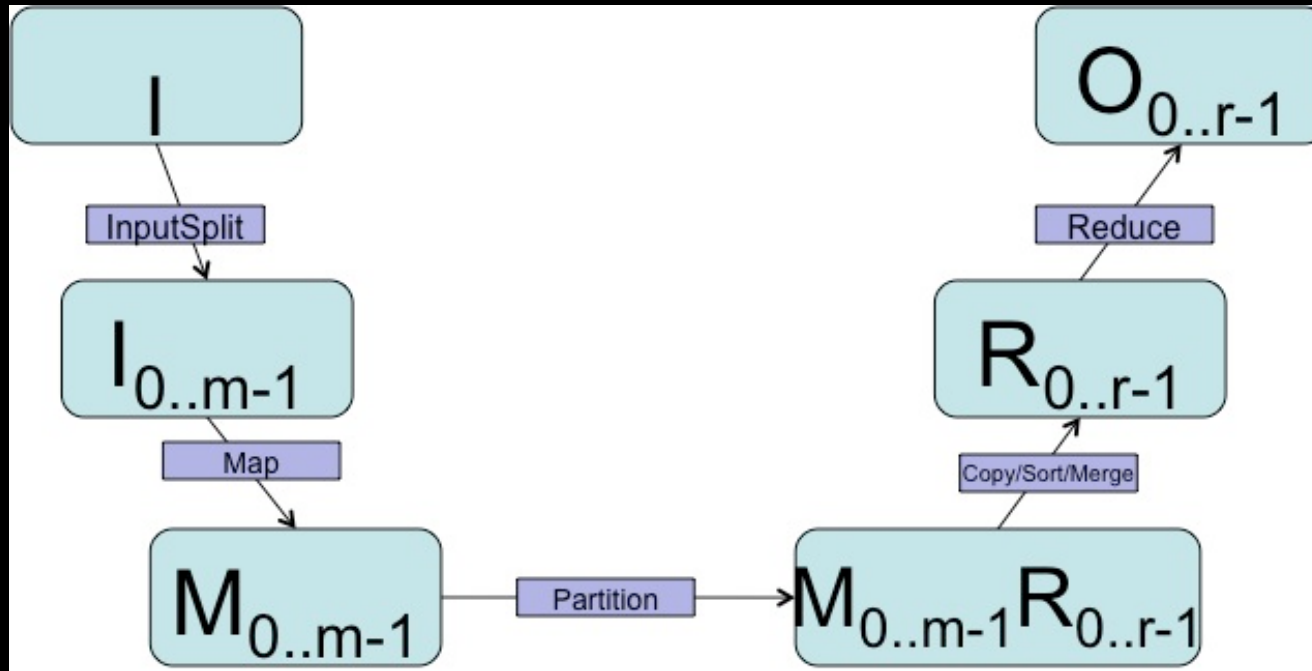 I
InputSplit
I0..m-1
Map
M0..m-1
Partition
M0..m-1R0..r-1
Copy/Sort/Merge
R0..r-1
Reduce
O0..r-1